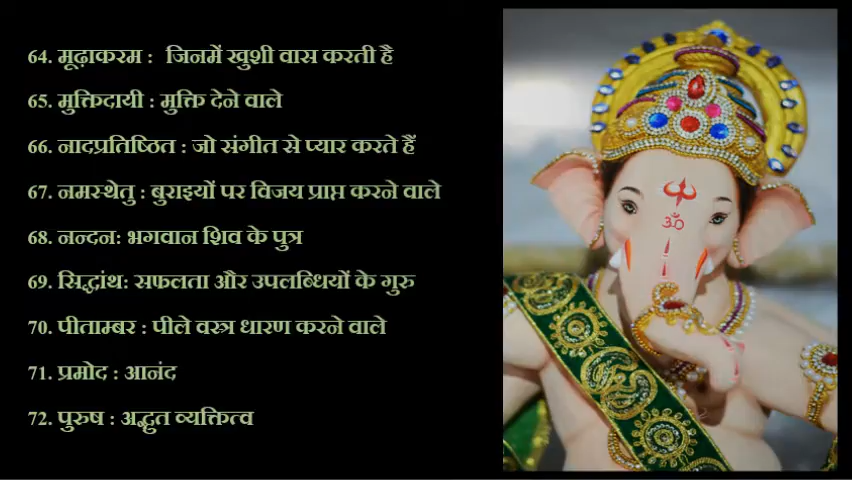 64. मूढ़ाकरम : जिनमें खुशी वास करती है
65. मुक्तिदायी : मुक्ति देने वाले
66. नादप्रतिष्ठित : जो संगीत से प्यार करते हैं
67. नमस्थेतु : बुराइयों पर विजय प्राप्त करने वाले
68. नन्दन: भगवान शिव के पुत्र
69. सिद्धांथ: सफलता और उपलब्धियों के गुरु
70. पीताम्बर : पीले वस्त्र धारण करने वाले
71. प्रमोद : आनंद
72. पुरुष : अद्भुत व्यक्तित्व
ॐ